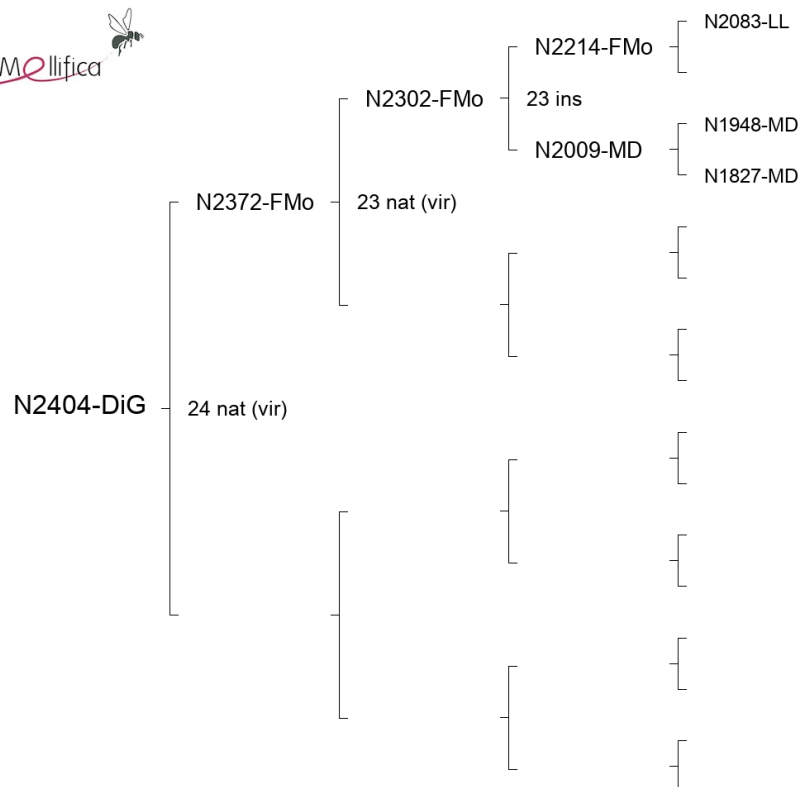 Mellifica
N2083-LL
N2214-FMo
N2302-FMo
23 ins
N1948-MD
N2009-MD
N1827-MD
N2372-FMo
23 nat (vir)
N2404-DiG
24 nat (vir)